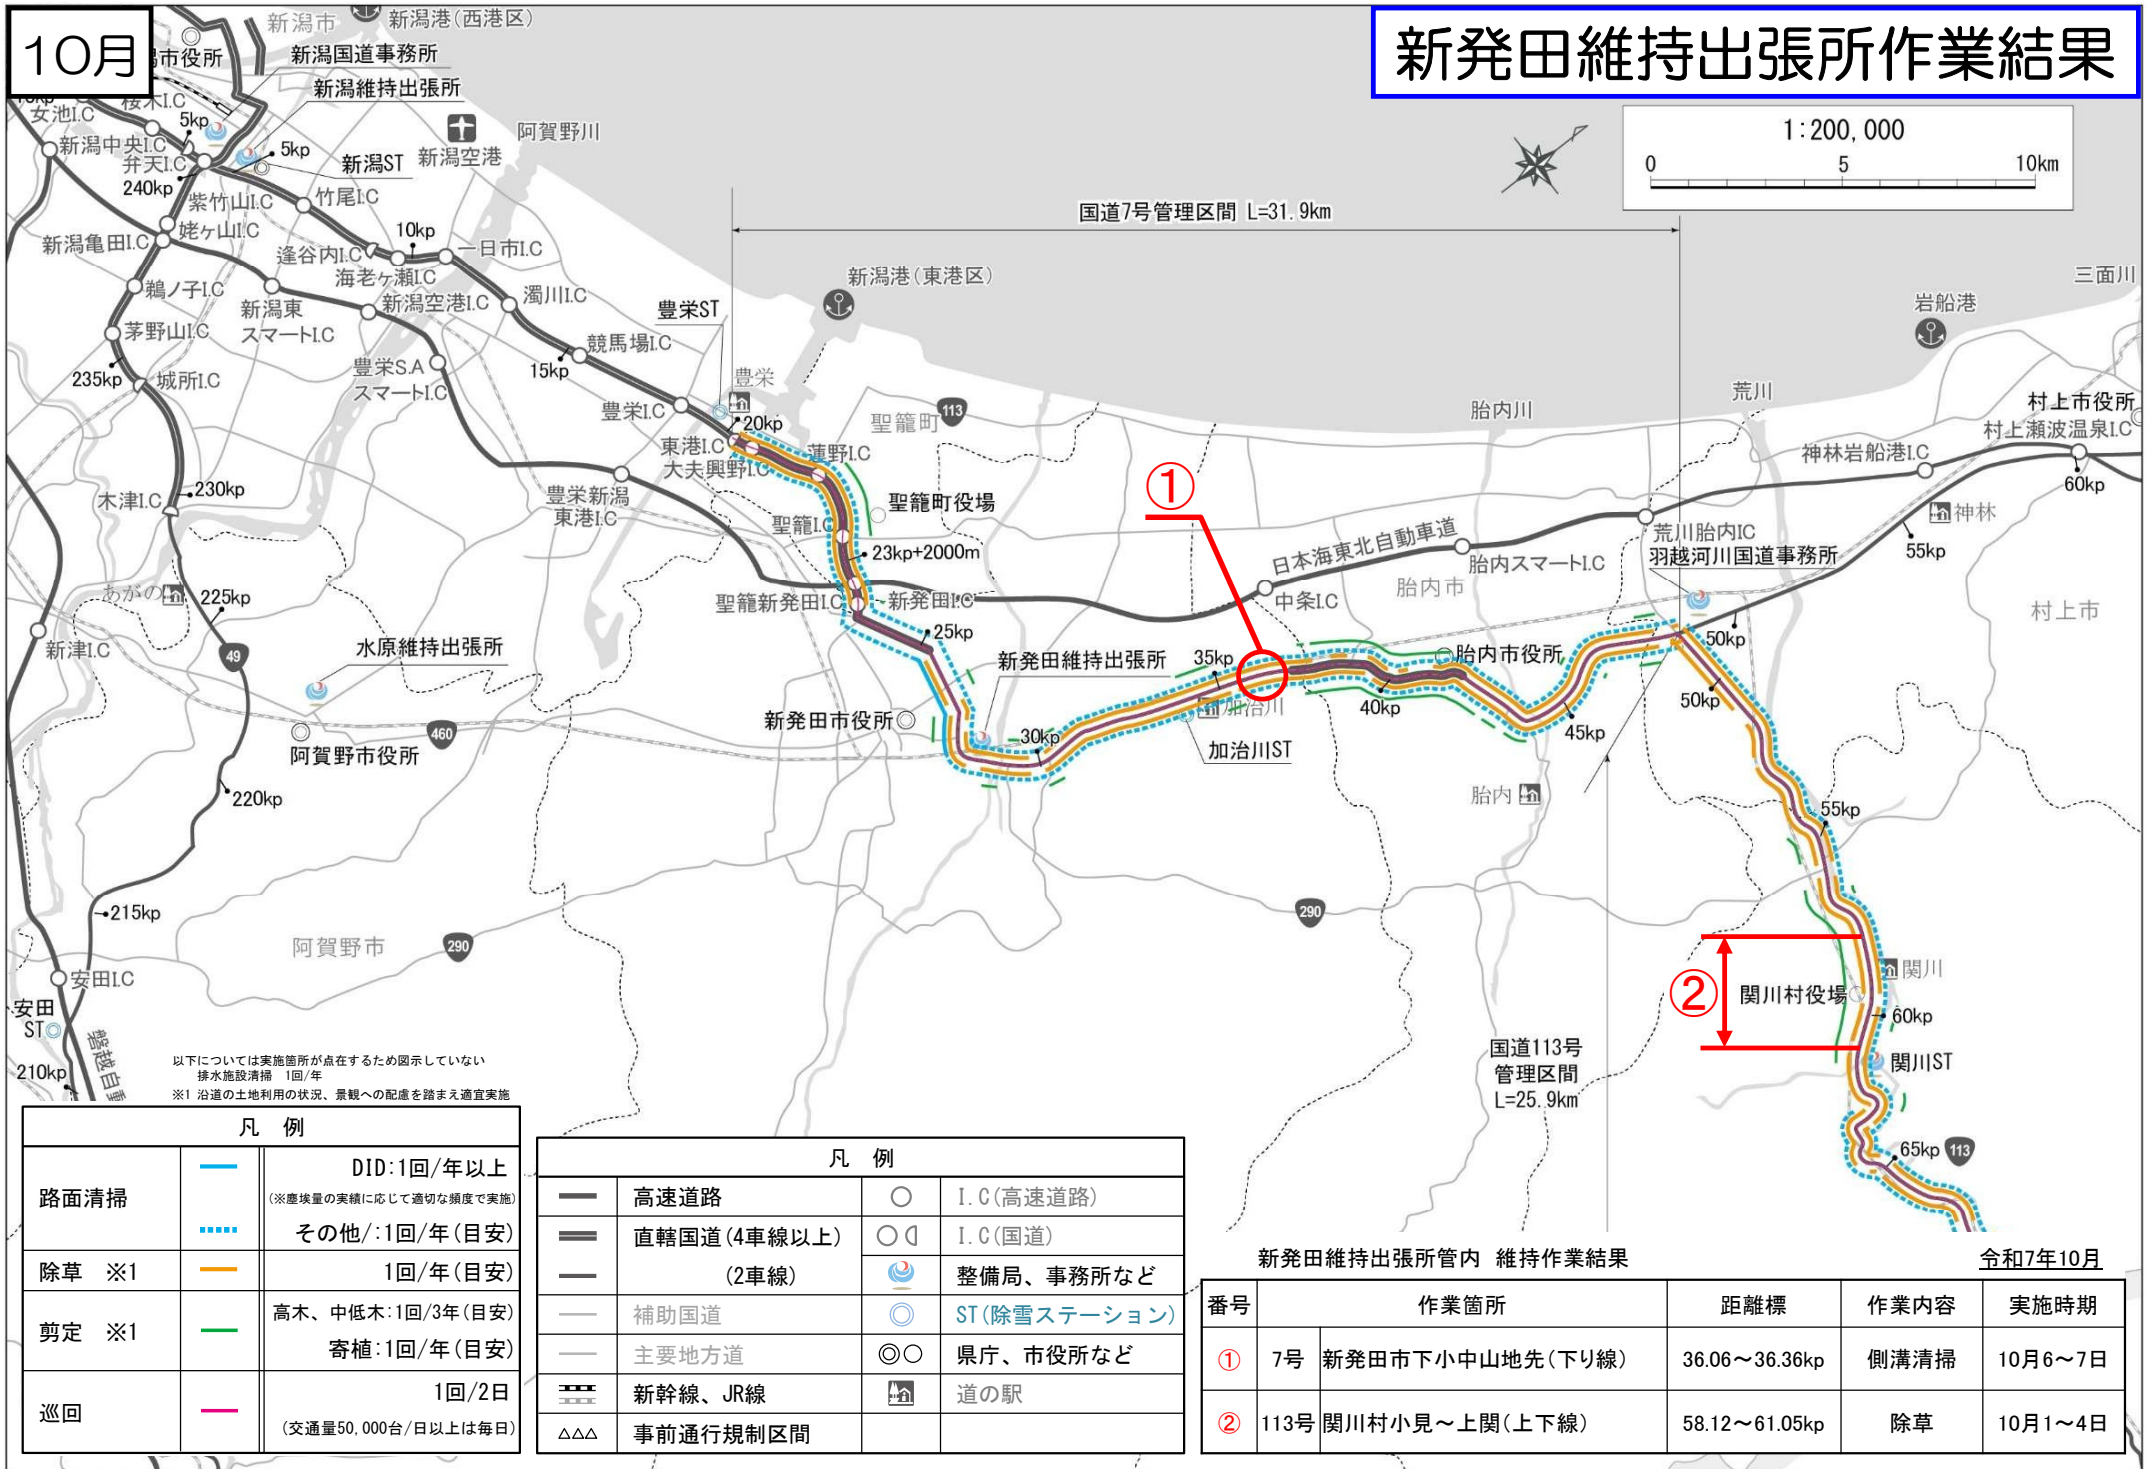 10月
新発田維持出張所作業結果
新潟市
新潟港(西港区)
市役所
新潟国道事務所
新潟維持出張所
桜木I.C
女池I.C
5kp
新潟中央I.C
弁天I.C
5kp
新潟ST
新潟空港
阿賀野川
240kp
紫竹山I.C
竹尾I.C
姥ヶ山I.C
新潟亀田I.C
10kp
一日市I.C
逢谷内I.C
海老ヶ瀬I.C
鵜ノ子I.C
新潟東
スマートI.C
新潟空港I.C
濁川I.C
茅野山I.C
235kp
城所I.C
豊栄S.A
スマートI.C
15kp
競馬場I.C
豊栄ST
新潟港(東港区)
豊栄
豊栄I.C
20kp
東港I.C
大夫興野I.C
蓮野I.C
聖籠町
113
国道7号管理区間 L=31.9km
1:200,000
0
5
10km
三面川
岩船港
荒川
胎内川
村上市役所
村上瀬波温泉I.C
神林岩船港I.C
60kp
神林
55kp
木津I.C
230kp
豊栄新潟
東港I.C
聖籠I.C
聖籠町役場
23kp+2000m
①
日本海東北自動車道
胎内スマートI.C
荒川胎内IC
羽越河川国道事務所
胎内市
中条I.C
村上市
あがの
225kp
聖籠新発田I.C
新発田I.C
25kp
新津I.C
49
水原維持出張所
新発田維持出張所
35kp
胎内市役所
50kp
50kp
新発田市役所
460
阿賀野市役所
30kp
加治川
加治川ST
40kp
45kp
胎内
220kp
55kp
215kp
阿賀野市
290
290
安田I.C
安田
ST
磐越自動車
210kp
関川
②
関川村役場
60kp
関川ST
国道113号
管理区間
L=25.9km
65kp
113
以下については実施箇所が点在するため図示していない
排水施設清掃 1回/年
※1 沿道の土地利用の状況、景観への配慮を踏まえ適宜実施
凡 例
路面清掃
DID:1回/年以上
(※塵埃量の実績に応じて適切な頻度で実施)
その他/:1回/年(目安)
除草 ※1
1回/年(目安)
剪定 ※1
高木、中低木:1回/3年(目安)
寄植:1回/年(目安)
巡回
1回/2日
(交通量50,000台/日以上は毎日)
凡 例
高速道路
I.C(高速道路)
直轄国道(4車線以上)
I.C(国道)
(2車線)
整備局、事務所など
補助国道
ST(除雪ステーション)
主要地方道
県庁、市役所など
新幹線、JR線
道の駅
事前通行規制区間
新発田維持出張所管内 維持作業結果
令和7年10月
番号 作業箇所 距離標 作業内容 実施時期
① 7号 新発田市下小中山地先(下り線) 36.06～36.36kp 側溝清掃 10月6～7日
② 113号 関川村小見～上関(上下線) 58.12～61.05kp 除草 10月1～4日